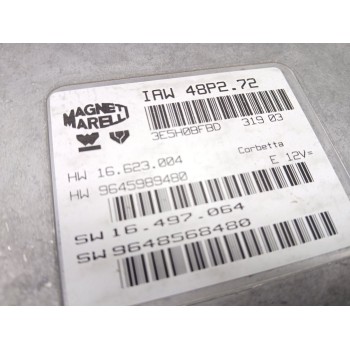 MAGNETI MARELLI
IAW 48P2.72
3E5H08FBD 319 03
Corbetta
HW 16.623.004 E 12V=
HW 9645989480
SW 16.497.064
SW 9648568480